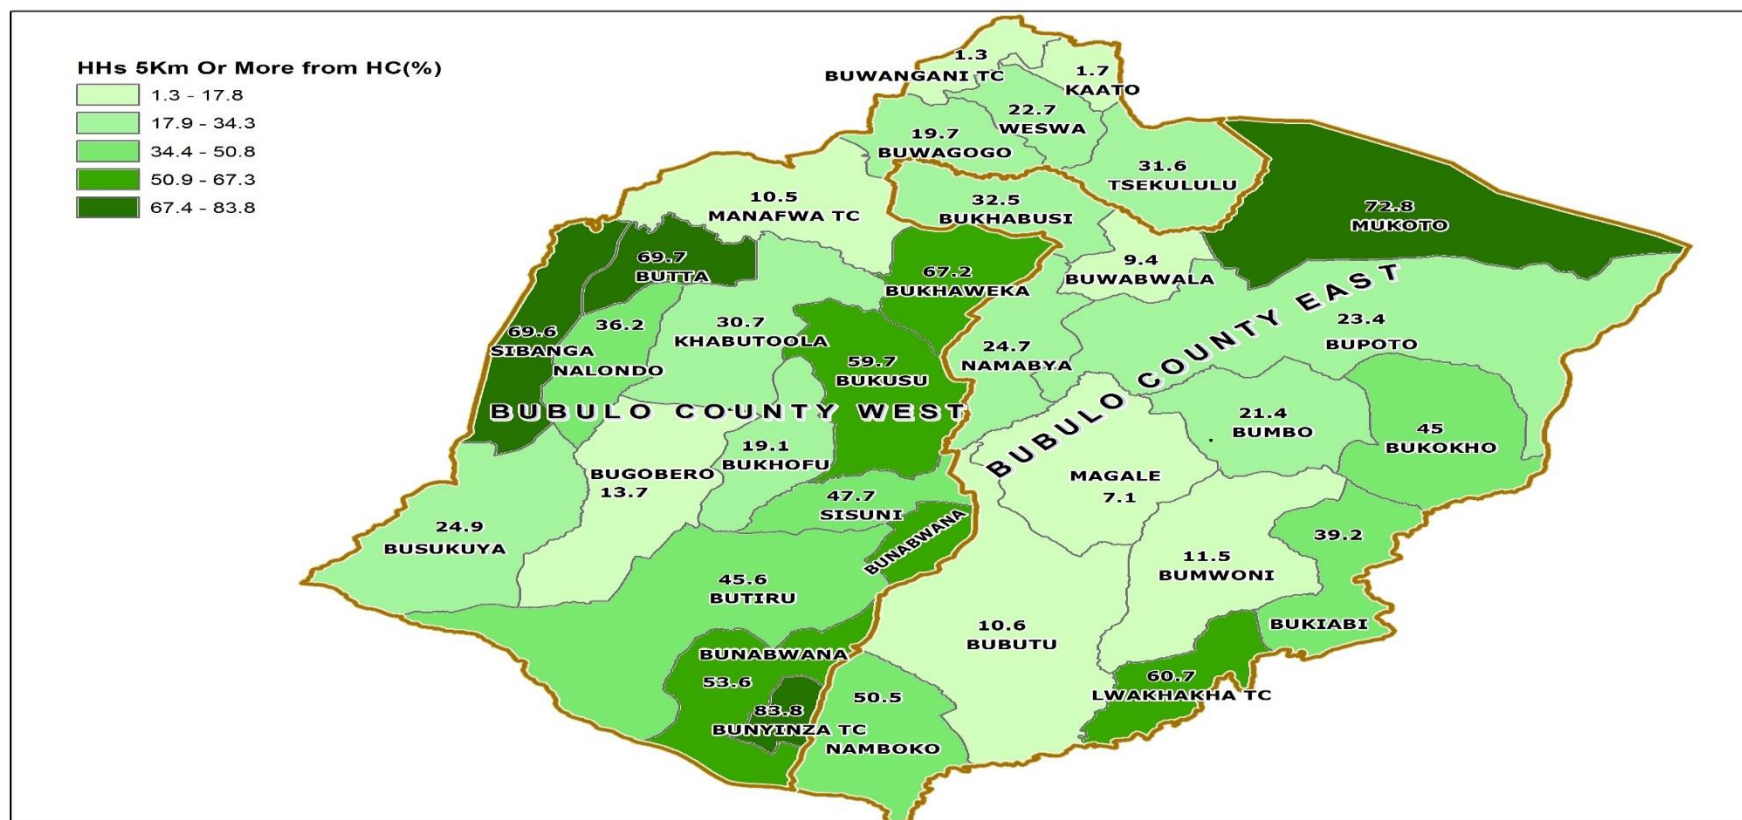 HHs 5Km Or More from HC(%)
1.3 - 17.8
17.9 - 34.3
34.4 - 50.8
50.9 - 67.3
67.4 - 83.8
1.3
BUWANGANI TC
1.7
KAATO
22.7
WESWA
19.7
BUWAGOGO
31.6
TSEKULULU
10.5
MANAFWA TC
32.5
BUKHABUSI
72.8
MUKOTO
69.7
BUTTA
67.2
BUKHAWEKA
9.4
BUWABWALA
69.6
SIBANGA
36.2
NALONDO
30.7
KHABUTOOLA
59.7
BUKUSU
24.7
NAMABYA
23.4
BUPOTO
BUBULO COUNTY WEST
BUBULO COUNTY EAST
21.4
BUMBO
45
BUKOKHO
19.1
BUKHOFU
BUGOBERO
13.7
MAGALE
7.1
47.7
SISUNI
24.9
BUSUKUYA
BUNABWANA
39.2
11.5
BUMWONI
45.6
BUTIRU
10.6
BUBUTU
BUKIABI
BUNABWANA
53.6
60.7
LWAKHAKHA TC
83.8
BUNYINZA TC
50.5
NAMBOKO